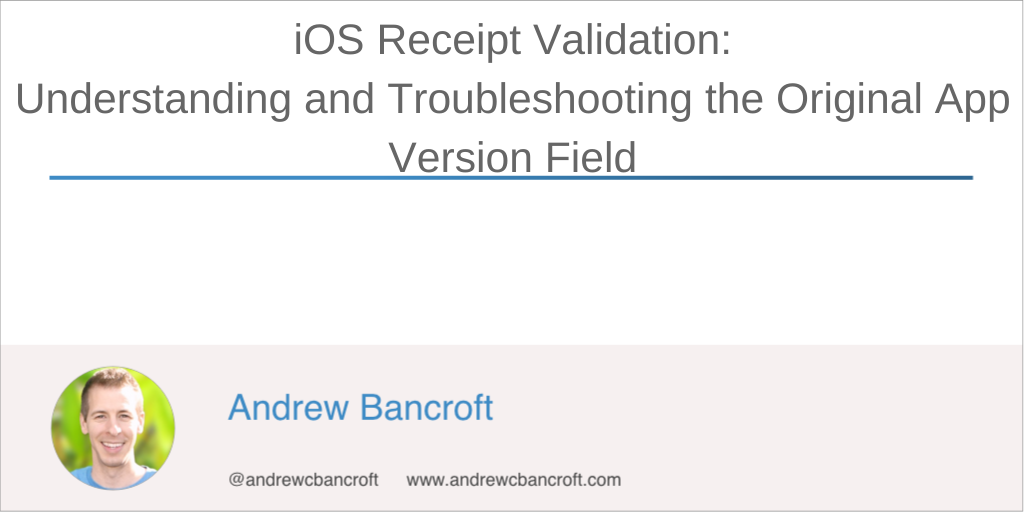 iOS Receipt Validation:
Understanding and Troubleshooting the Original App
Version Field
Andrew Bancroft
@andrewcbancroft www.andrewcbancroft.com